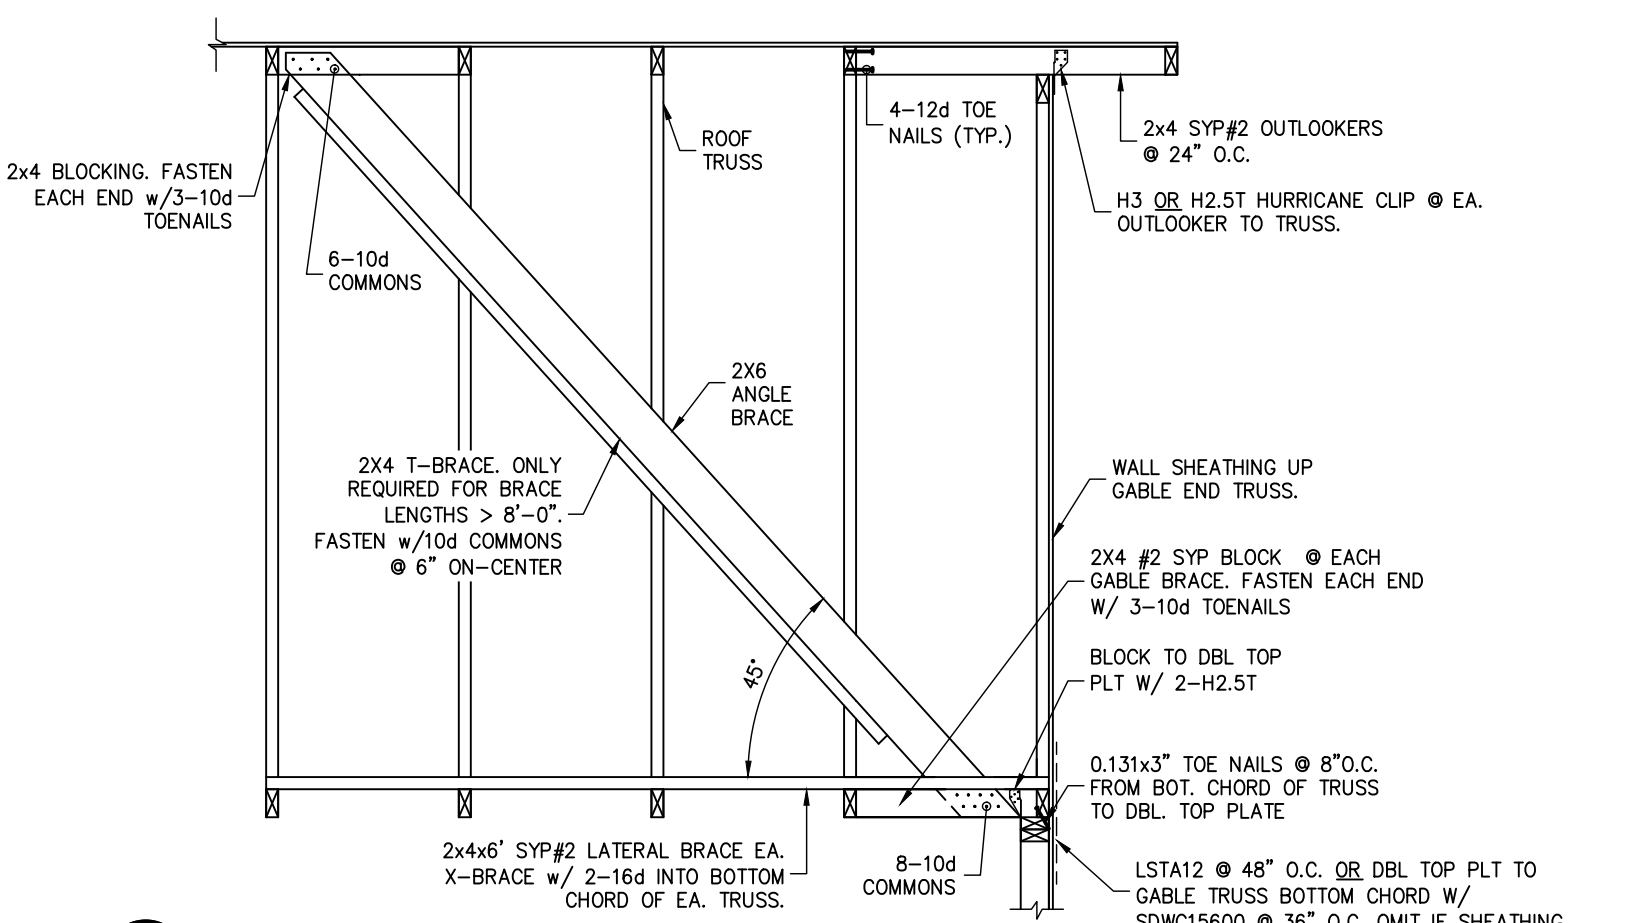 4–12d TOE
NAILS (TYP.)
2x4 SYP#2 OUTLOOKERS
@ 24" O.C.
ROOF
TRUSS
2x4 BLOCKING. FASTEN
EACH END w/3–10d
TOENAILS
H3 OR H2.5T HURRICANE CLIP @ EA.
OUTLOOKER TO TRUSS.
6–10d
COMMONS
2X6
ANGLE
BRACE
2X4 T–BRACE. ONLY
REQUIRED FOR BRACE
LENGTHS > 8'–0".
FASTEN w/10d COMMONS
@ 6" ON–CENTER
WALL SHEATHING UP
GABLE END TRUSS.
2X4 #2 SYP BLOCK @ EACH
GABLE BRACE. FASTEN EACH END
W/ 3–10d TOENAILS
45°
BLOCK TO DBL TOP
PLT W/ 2–H2.5T
0.131x3" TOE NAILS @ 8"O.C.
FROM BOT. CHORD OF TRUSS
TO DBL. TOP PLATE
2x4x6' SYP#2 LATERAL BRACE EA.
X–BRACE w/ 2–16d INTO BOTTOM
CHORD OF EA. TRUSS.
8–10d
COMMONS
LSTA12 @ 48" O.C. OR DBL TOP PLT TO
GABLE TRUSS BOTTOM CHORD W/
SDWC15600 @ 36" O.C. OMIT IF SHEATHING